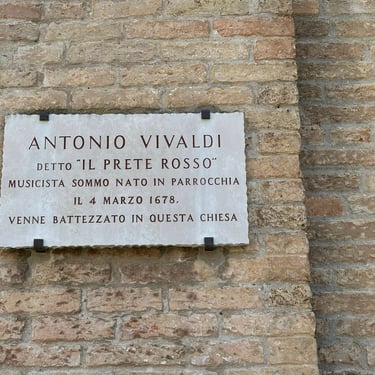 ANTONIO VIVALDI
DETTO "IL PRETE ROSSO"
MUSICISTA SOMMO NATO IN PARROCCHIA
IL 4 MARZO 1678.
VENNE BATTEZZATO IN QUESTA CHIESA